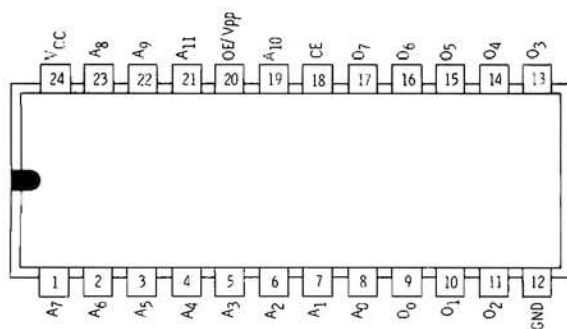 VCC A8 A9 A11 OE/Vpp A10 CE O7 O6 O5 O4 O3
24 23 22 21 20 19 18 17 16 15 14 13
1 2 3 4 5 6 7 8 9 10 11 12
A7 A6 A5 A4 A3 A2 A1 A0 O0 O1 O2 GND